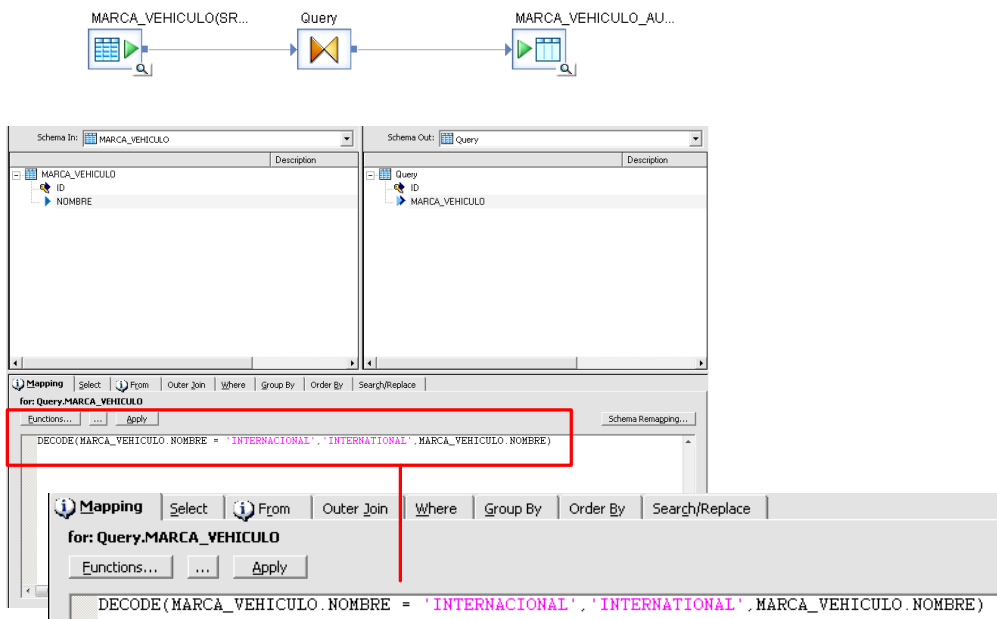 MARCA_VEHICULO(SR... Query MARCA_VEHICULO_AU...
Schema In: MARCA_VEHICULO Schema Out: Query
Description Description
MARCA_VEHICULO Query
ID ID
NOMBRE MARCA_VEHICULO
Mapping Select From Outer Join Where Group By Order By Search/Replace
for: Query.MARCA_VEHICULO
Functions... ... Apply Schema Remapping...
DECODE(MARCA_VEHICULO.NOMBRE = 'INTERNACIONAL','INTERNATIONAL',MARCA_VEHICULO.NOMBRE)
Mapping Select From Outer Join Where Group By Order By Search/Replace
for: Query.MARCA_VEHICULO
Functions... ... Apply
DECODE(MARCA_VEHICULO.NOMBRE = 'INTERNACIONAL','INTERNATIONAL',MARCA_VEHICULO.NOMBRE)